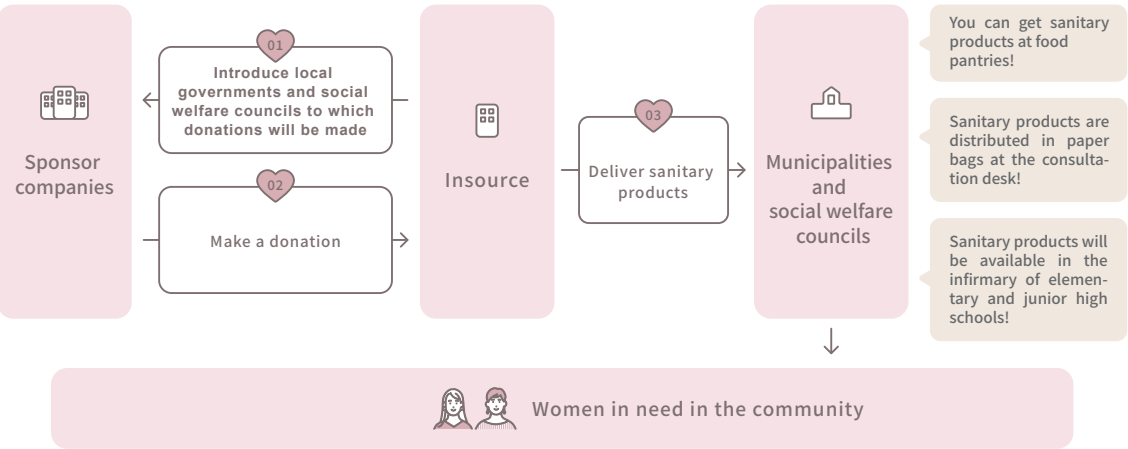 Sponsor
companies
01
Introduce local
governments and social
welfare councils to which
donations will be made
02
Make a donation
Insource
03
Deliver sanitary
products
Municipalities
and
social welfare
councils
You can get sanitary
products at food
pantries!
Sanitary products are
distributed in paper
bags at the consulta-
tion desk!
Sanitary products will
be available in the
infirmary of elemen-
tary and junior high
schools!
Women in need in the community